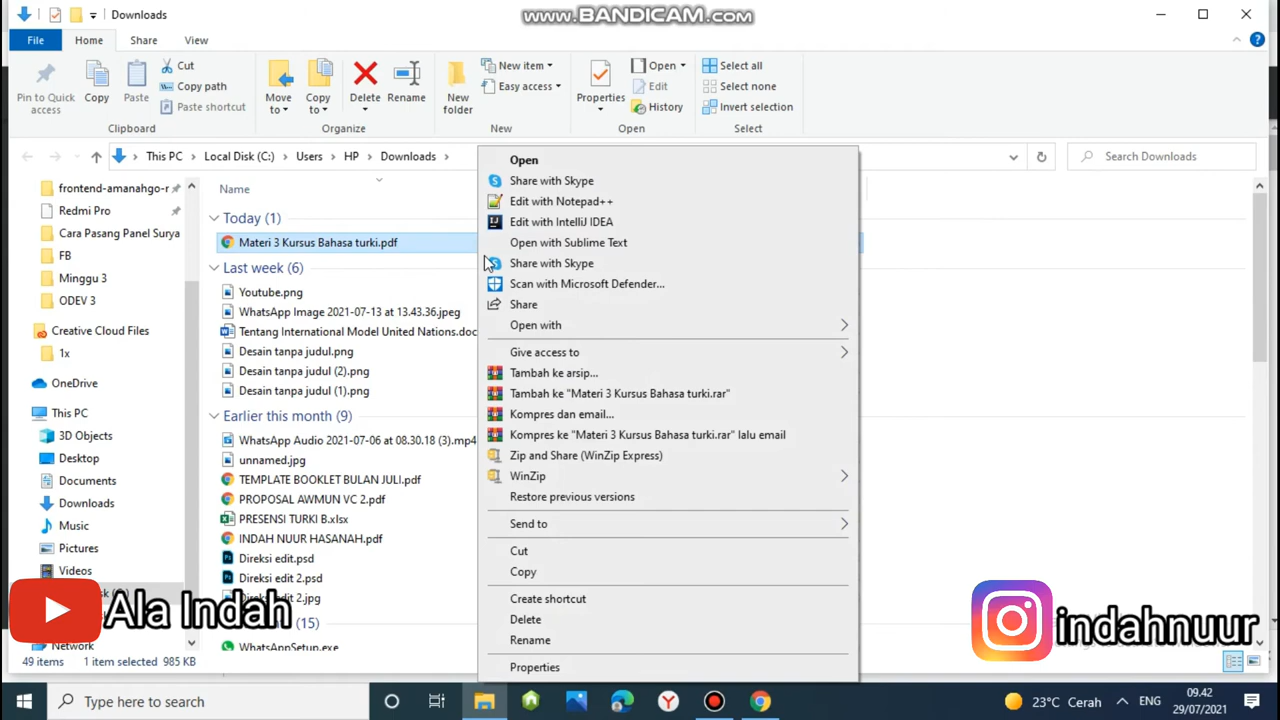 www.BANDICAM.com
Downloads
File
Home
Share
View
Pin to Quick access
Copy
Paste
Cut
Copy path
Paste shortcut
Clipboard
Move to
Copy to
Delete
Rename
Organize
New folder
New item
Easy access
New
Properties
Open
Edit
History
Open
Select all
Select none
Invert selection
Select
This PC
Local Disk (C:)
Users
HP
Downloads
Search Downloads
frontend-amanahgo-r
Redmi Pro
Cara Pasang Panel Surya
FB
Minggu 3
ODEV 3
Creative Cloud Files
1x
OneDrive
This PC
3D Objects
Desktop
Documents
Downloads
Music
Pictures
Videos
Network
Name
Today (1)
Materi 3 Kursus Bahasa turki.pdf
Last week (6)
Youtube.png
WhatsApp Image 2021-07-13 at 13.43.36.jpeg
Tentang International Model United Nations.doc
Desain tanpa judul.png
Desain tanpa judul (2).png
Desain tanpa judul (1).png
Earlier this month (9)
WhatsApp Audio 2021-07-06 at 08.30.18 (3).mp4
unnamed.jpg
TEMPLATE BOOKLET BULAN JULI.pdf
PROPOSAL AWMUN VC 2.pdf
PRESENSI TURKI B.xlsx
INDAH NUUR HASANAH.pdf
Direksi edit.psd
Direksi edit 2.psd
edit 2.jpg
(15)
WhatsAppSetup.exe
Open
Share with Skype
Edit with Notepad++
Edit with IntelliJ IDEA
Open with Sublime Text
Share with Skype
Scan with Microsoft Defender...
Share
Open with
Give access to
Tambah ke arsip...
Tambah ke "Materi 3 Kursus Bahasa turki.rar"
Kompres dan email...
Kompres ke "Materi 3 Kursus Bahasa turki.rar" lalu email
Zip and Share (WinZip Express)
WinZip
Restore previous versions
Send to
Cut
Copy
Create shortcut
Delete
Rename
Properties
Ala Indah
indahnuur
49 items
1 item selected
985 KB
Type here to search
23°C Cerah
ENG
09.42
29/07/2021